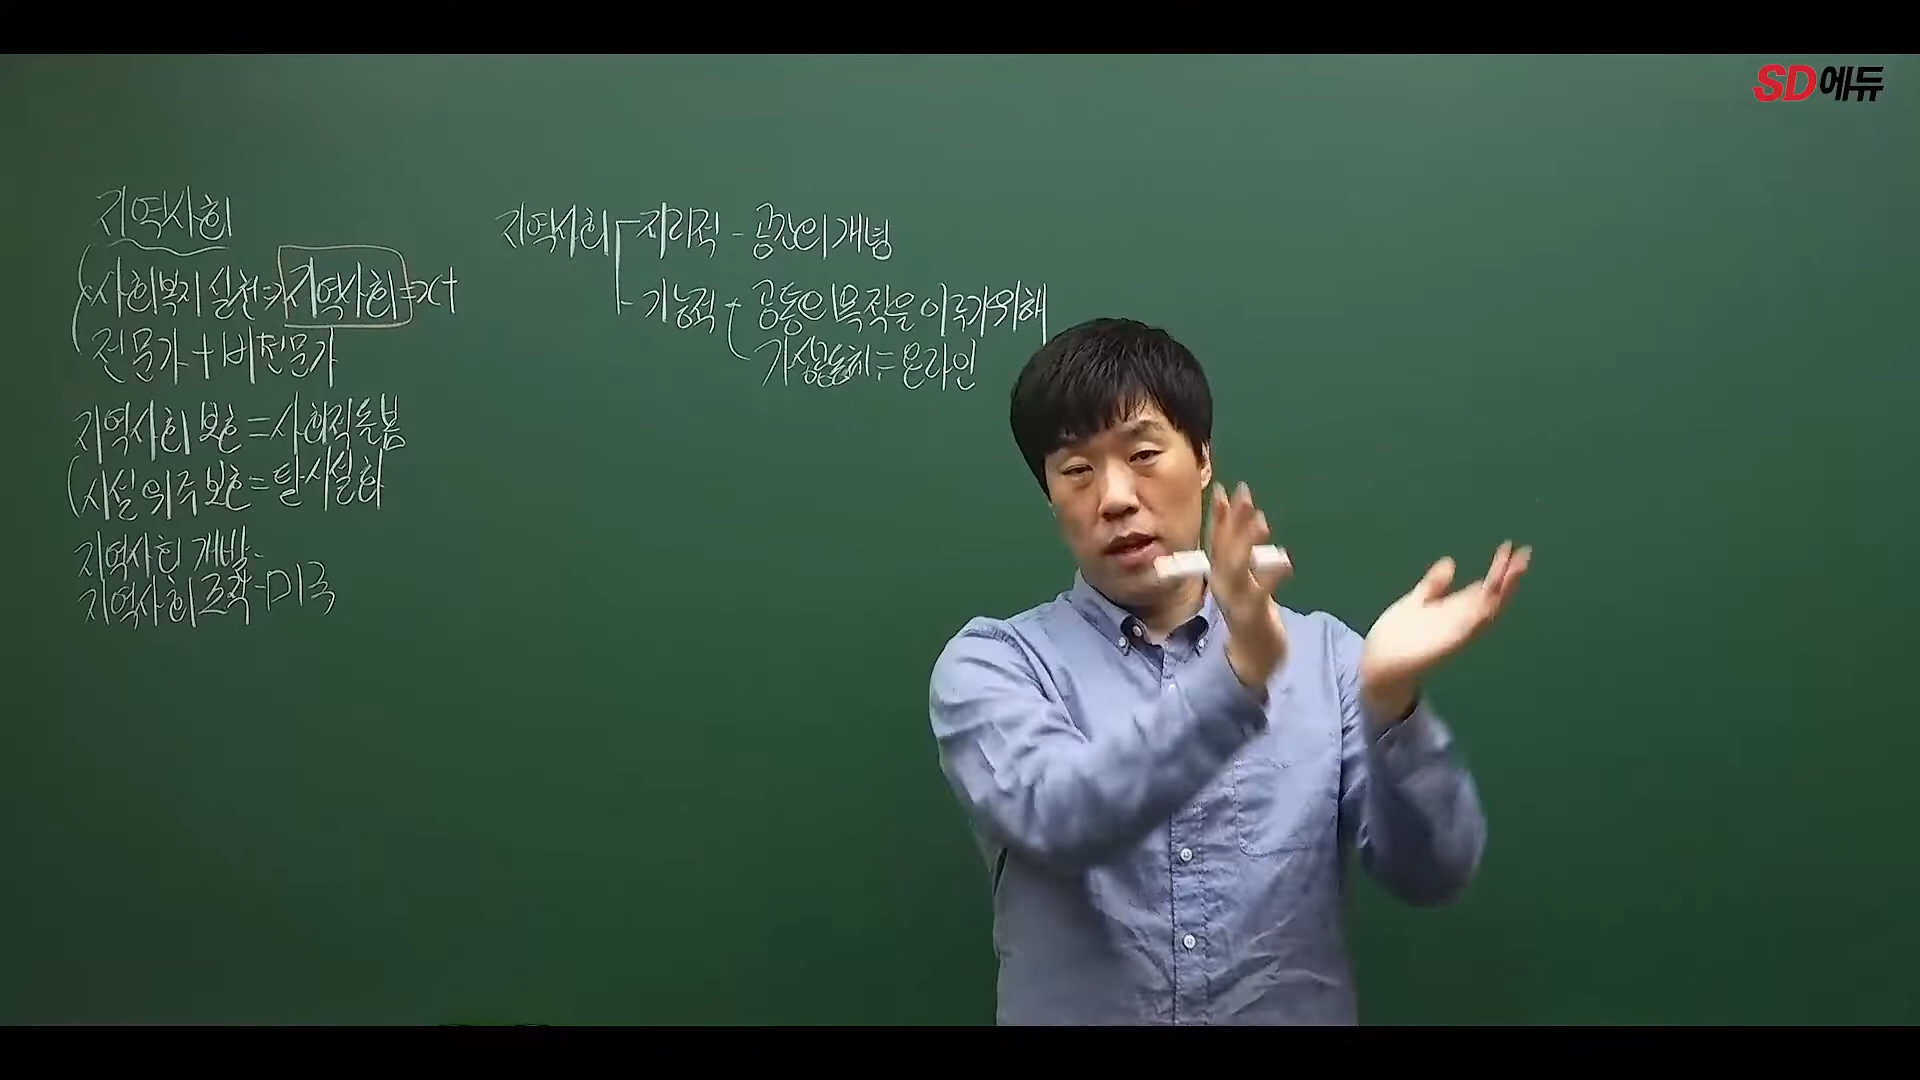 SD에듀
지역사회
사회복지 실천=>지역사회=>
전문가+비전문가
지역사회 보호=사회적돌봄
시설위주보호=탈시설화
지역사회 개발-
지역사회조직-미국
지역사회
지리적 - 공간의 개념
기능적 공동의 목적을 이루기위해
가상공동체=온라인